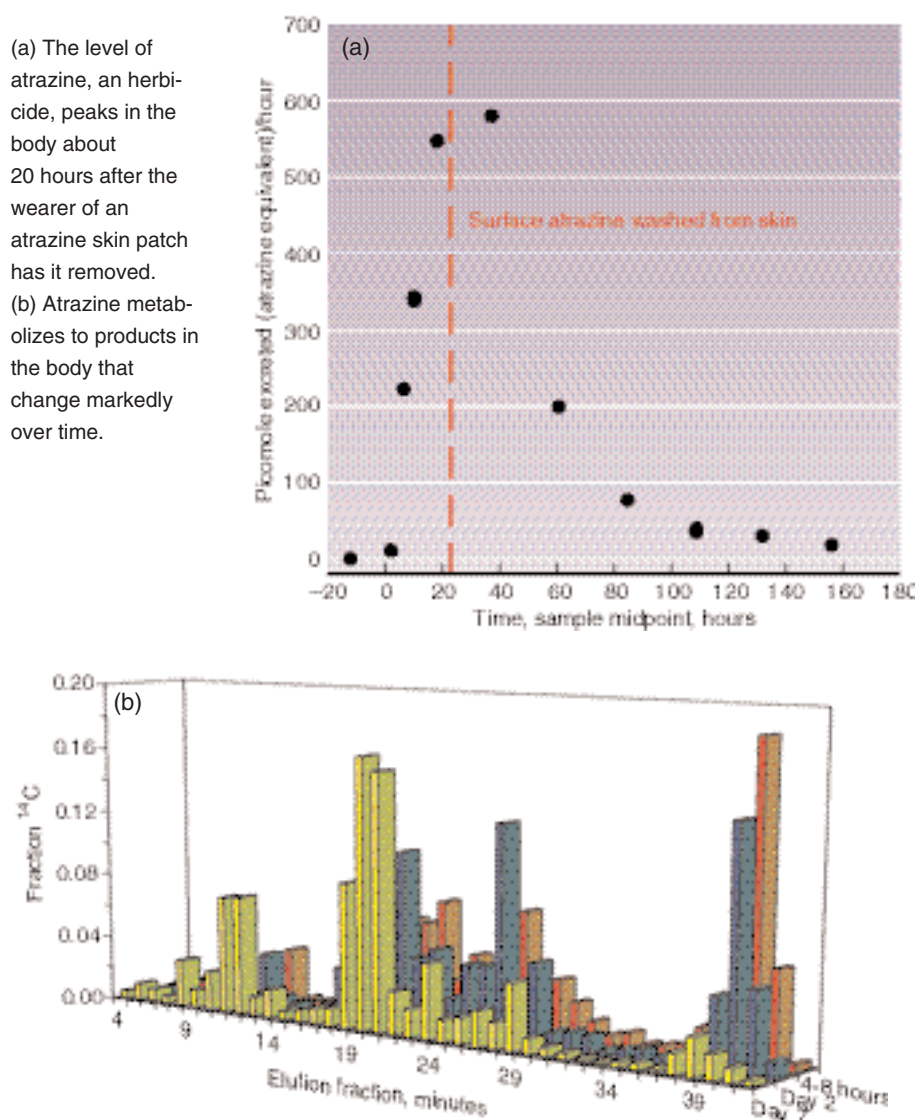 (a) The level of
atrazine, an herbi-
cide, peaks in the
body about
20 hours after the
wearer of an
atrazine skin patch
has it removed.
(b) Atrazine metab-
olizes to products in
the body that
change markedly
over time.
(a)
700
600
500
400
300
200
100
0
Picomole excreted (atrazine equivalent)/hour
Surface atrazine washed from skin
−20 0 20 40 60 80 100 120 140 160 180
Time, sample midpoint, hours
(b)
0.20
0.16
0.12
0.08
0.04
0.00
Fraction ¹⁴C
4 9 14 19 24 29 34 39
Elution fraction, minutes
4-8 hours
Day 2
Day